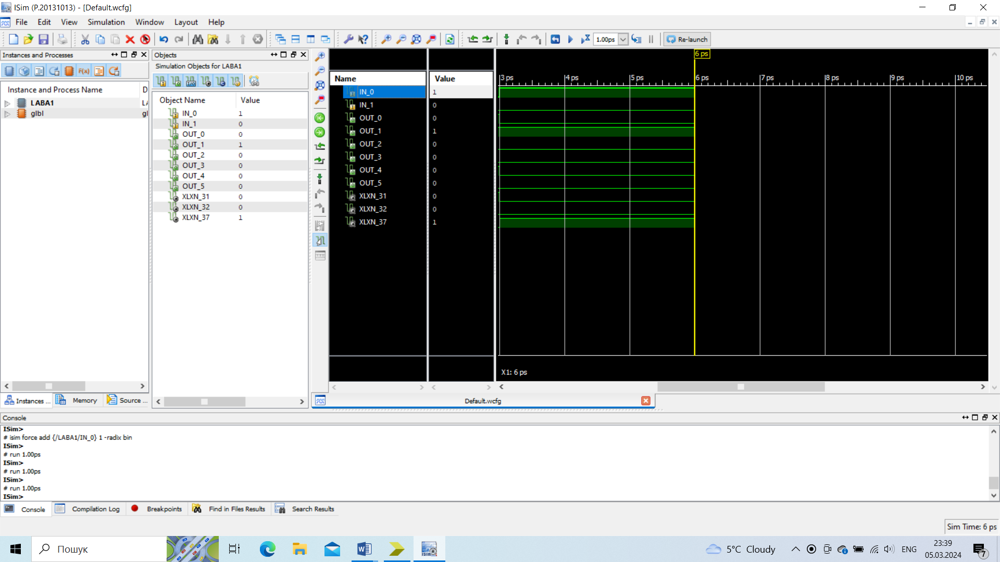 ISim (P.20131013) - [Default.wcfg]
File Edit View Simulation Window Layout Help
1.00ps Re-launch
Instances and Processes
Instance and Process Name
LABA1
glbl
gl
Instances ... Memory Source ...
Objects
Simulation Objects for LABA1
Object Name Value
IN_0 1
IN_1 0
OUT_0 0
OUT_1 1
OUT_2 0
OUT_3 0
OUT_4 0
OUT_5 0
XLXN_31 0
XLXN_32 0
XLXN_37 1
Name Value
IN_0 1
IN_1 0
OUT_0 0
OUT_1 1
OUT_2 0
OUT_3 0
OUT_4 0
OUT_5 0
XLXN_31 0
XLXN_32 0
XLXN_37 1
6 ps
3 ps 4 ps 5 ps 6 ps 7 ps 8 ps 9 ps 10 ps
X1: 6 ps
Default.wcfg
Console
ISim>
# isim force add {/LABA1/IN_0} 1 -radix bin
ISim>
# run 1.00ps
ISim>
# run 1.00ps
ISim>
# run 1.00ps
ISim>
Console Compilation Log Breakpoints Find in Files Results Search Results
Sim Time: 6 ps
Пошук
5°C Cloudy
ENG
23:39
05.03.2024
7